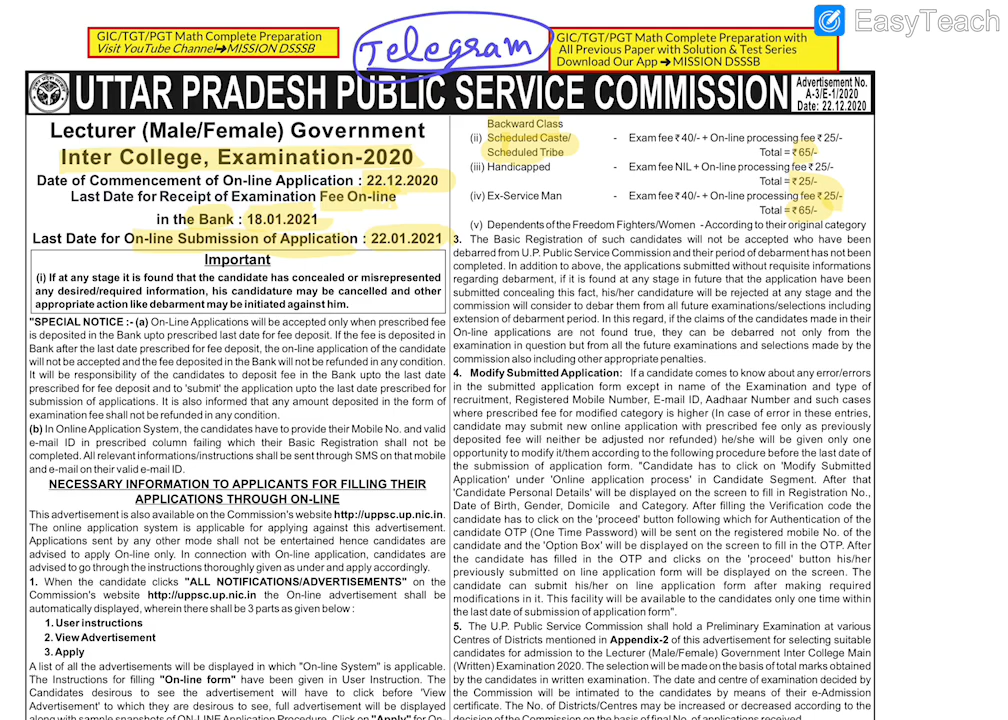 EasyTeach
GIC/TGT/PGT Math Complete Preparation
Visit YouTube Channel➔MISSION DSSSB
Telegram
GIC/TGT/PGT Math Complete Preparation with
All Previous Paper with Solution & Test Series
Download Our App ➔MISSION DSSSB
UTTAR PRADESH PUBLIC SERVICE COMMISSION
Advertisement No.
A-3/E-1/2020
Date: 22.12.2020
Lecturer (Male/Female) Government
Inter College, Examination-2020
Date of Commencement of On-line Application : 22.12.2020
Last Date for Receipt of Examination Fee On-line
in the Bank : 18.01.2021
Last Date for On-line Submission of Application : 22.01.2021
Important
(i) If at any stage it is found that the candidate has concealed or misrepresented
any desired/required information, his candidature may be cancelled and other
appropriate action like debarment may be initiated against him.
"SPECIAL NOTICE :- (a) On-Line Applications will be accepted only when prescribed fee
is deposited in the Bank upto prescribed last date for fee deposit. If the fee is deposited in
Bank after the last date prescribed for fee deposit, the on-line application of the candidate
will not be accepted and the fee deposited in the Bank will not be refunded in any condition.
It will be responsibility of the candidates to deposit fee in the Bank upto the last date
prescribed for fee deposit and to 'submit' the application upto the last date prescribed for
submission of applications. It is also informed that any amount deposited in the form of
examination fee shall not be refunded in any condition.
(b) In Online Application System, the candidates have to provide their Mobile No. and valid
e-mail ID in prescribed column failing which their Basic Registration shall not be
completed. All relevant informations/instructions shall be sent through SMS on that mobile
and e-mail on their valid e-mail ID.
NECESSARY INFORMATION TO APPLICANTS FOR FILLING THEIR
APPLICATIONS THROUGH ON-LINE
This advertisement is also available on the Commission's website http://uppsc.up.nic.in.
The online application system is applicable for applying against this advertisement.
Applications sent by any other mode shall not be entertained hence candidates are
advised to apply On-line only. In connection with On-line application, candidates are
advised to go through the instructions thoroughly given as under and apply accordingly.
1. When the candidate clicks "ALL NOTIFICATIONS/ADVERTISEMENTS" on the
Commission's website http://uppsc.up.nic.in the On-line advertisement shall be
automatically displayed, wherein there shall be 3 parts as given below :
1. User instructions
2. View Advertisement
3. Apply
A list of all the advertisements will be displayed in which "On-line System" is applicable.
The Instructions for filling "On-line form" have been given in User Instruction. The
Candidates desirous to see the advertisement will have to click before 'View
Advertisement' to which they are desirous to see, full advertisement will be displayed
along with sample snapshots of ON-LINE Application Procedure. Click on "Apply" for On-
Backward Class
(ii) Scheduled Caste/ - Exam fee ₹ 40/- + On-line processing fee ₹ 25/-
Scheduled Tribe Total = ₹ 65/-
(iii) Handicapped - Exam fee NIL + On-line processing fee ₹ 25/-
Total = ₹ 25/-
(iv) Ex-Service Man - Exam fee ₹ 40/- + On-line processing fee ₹ 25/-
Total = ₹ 65/-
(v) Dependents of the Freedom Fighters/Women - According to their original category
3. The Basic Registration of such candidates will not be accepted who have been
debarred from U.P. Public Service Commission and their period of debarment has not been
completed. In addition to above, the applications submitted without requisite informations
regarding debarment, if it is found at any stage in future that the application have been
submitted concealing this fact, his/her candidature will be rejected at any stage and the
commission will consider to debar them from all future examinations/selections including
extension of debarment period. In this regard, if the claims of the candidates made in their
On-line applications are not found true, they can be debarred not only from the
examination in question but from all the future examinations and selections made by the
commission also including other appropriate penalties.
4. Modify Submitted Application: If a candidate comes to know about any error/errors
in the submitted application form except in name of the Examination and type of
recruitment, Registered Mobile Number, E-mail ID, Aadhaar Number and such cases
where prescribed fee for modified category is higher (In case of error in these entries,
candidate may submit new online application with prescribed fee only as previously
deposited fee will neither be adjusted nor refunded) he/she will be given only one
opportunity to modify it/them according to the following procedure before the last date of
the submission of application form. "Candidate has to click on 'Modify Submitted
Application' under 'Online application process' in Candidate Segment. After that
'Candidate Personal Details' will be displayed on the screen to fill in Registration No.,
Date of Birth, Gender, Domicile and Category. After filling the Verification code the
candidate has to click on the 'proceed' button following which for Authentication of the
candidate OTP (One Time Password) will be sent on the registered mobile No. of the
candidate and the 'Option Box' will be displayed on the screen to fill in the OTP. After
the candidate has filled in the OTP and clicks on the 'proceed' button his/her
previously submitted on line application form will be displayed on the screen. The
candidate can submit his/her on line application form after making required
modifications in it. This facility will be available to the candidates only one time within
the last date of submission of application form".
5. The U.P. Public Service Commission shall hold a Preliminary Examination at various
Centres of Districts mentioned in Appendix-2 of this advertisement for selecting suitable
candidates for admission to the Lecturer (Male/Female) Government Inter College Main
(Written) Examination 2020. The selection will be made on the basis of total marks obtained
by the candidates in written examination. The date and centre of examination decided by
the Commission will be intimated to the candidates by means of their e-Admission
certificate. The No. of Districts/Centres may be increased or decreased according to the
decision of the Commission on the basis of final No. of applications received.